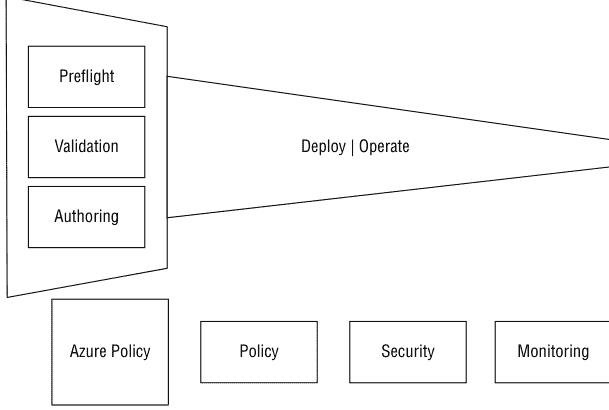 Preflight
Validation
Deploy | Operate
Authoring
Azure Policy
Policy
Security
Monitoring